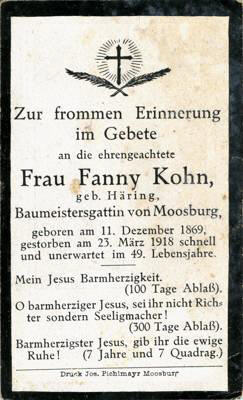 Zur frommen Erinnerung
im Gebete
an die ehrengeachtete
Frau Fanny Kohn,
geb. Häring,
Baumeistersgattin von Moosburg,
geboren am 11. Dezember 1869,
gestorben am 23. März 1918 schnell
und unerwartet im 49. Lebensjahre.
Mein Jesus Barmherzigkeit.
(100 Tage Ablaß).
O barmherziger Jesus, sei ihr nicht Rich-
ter sondern Seeligmacher!
(300 Tage Ablaß).
Barmherzigster Jesus, gib ihr die ewige
Ruhe! (7 Jahre und 7 Quadrag.)
Druck Jos. Pichlmayr Moosburg